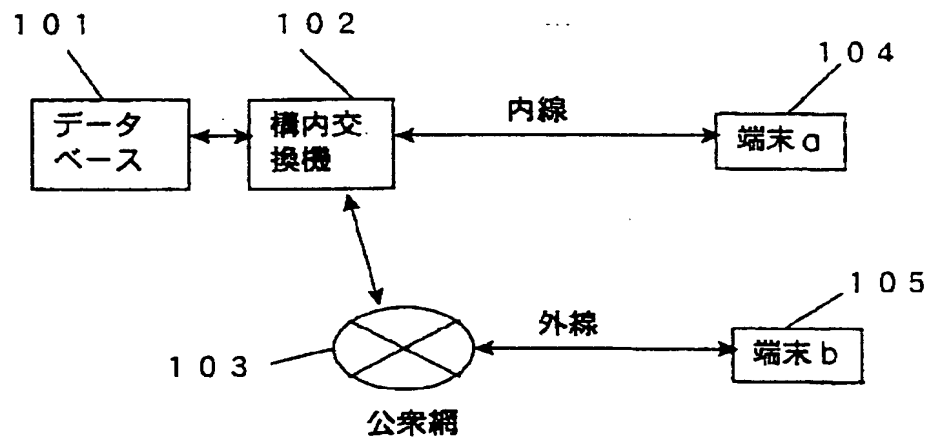 １０１
１０２
１０４
データ
ベース
構内交
換機
内線
端末a
１０５
外線
端末b
１０３
公衆網